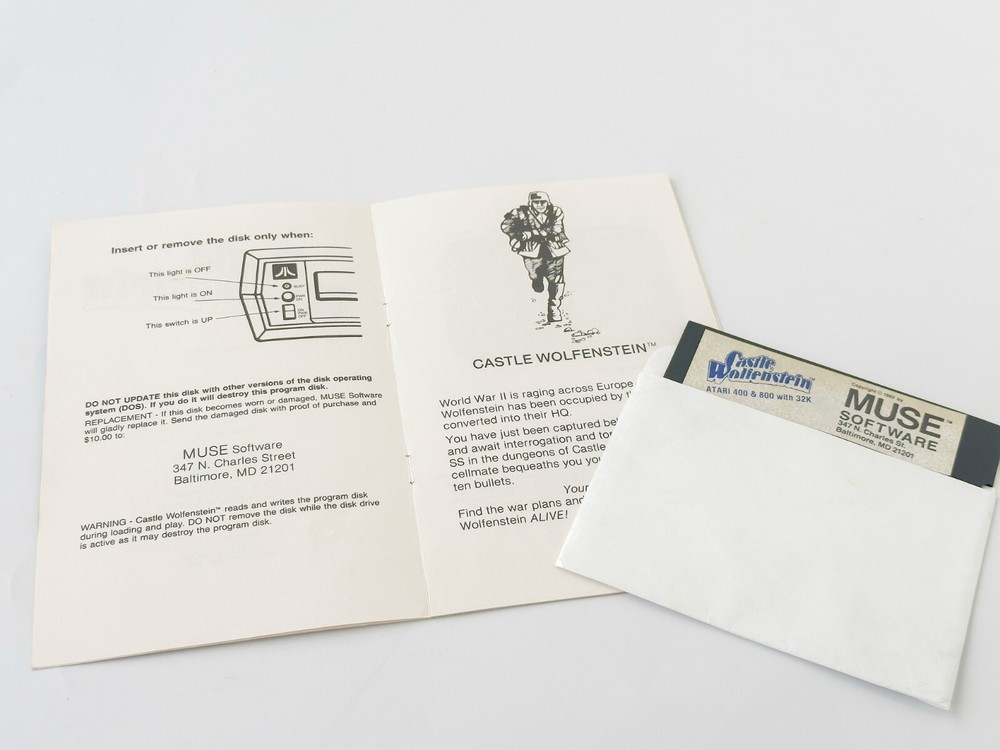 Insert or remove the disk only when:
This light is OFF
This light is ON
This switch is UP
BUSY
PWR
ON
ON
PWR
OFF
DO NOT UPDATE this disk with other versions of the disk operating
system (DOS). If you do it will destroy this program disk.
REPLACEMENT - If this disk becomes worn or damaged, MUSE Software
will gladly replace it. Send the damaged disk with proof of purchase and
$10.00 to:
MUSE Software
347 N. Charles Street
Baltimore, MD 21201
WARNING - Castle Wolfenstein™ reads and writes the program disk
during loading and play. DO NOT remove the disk while the disk drive
is active as it may destroy the program disk.
CASTLE WOLFENSTEIN™
World War II is raging across Europe
Wolfenstein has been occupied by
converted into their HQ.
You have just been captured
and await interrogation and
SS in the dungeons of Castle
cellmate bequeaths you
ten bullets.
Your
Find the war plans and
Wolfenstein ALIVE!
Castle
Wolfenstein™
ATARI 400 & 800 with 32K
Copyright © by
MUSE™
SOFTWARE
347 N. Charles St.
Baltimore, MD 21201